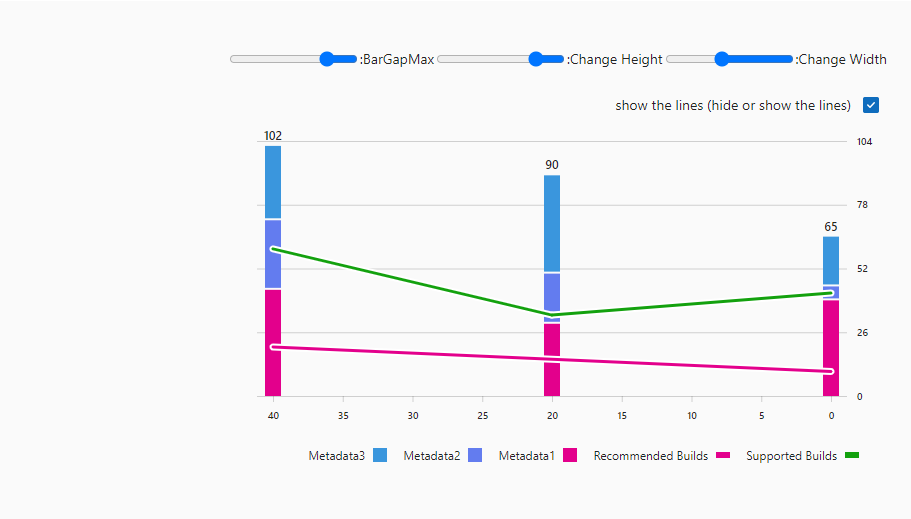 :BarGapMax :Change Height :Change Width
show the lines (hide or show the lines)
102
90
65
104
78
52
26
0
40 35 30 25 20 15 10 5 0
Metadata3 Metadata2 Metadata1 Recommended Builds Supported Builds